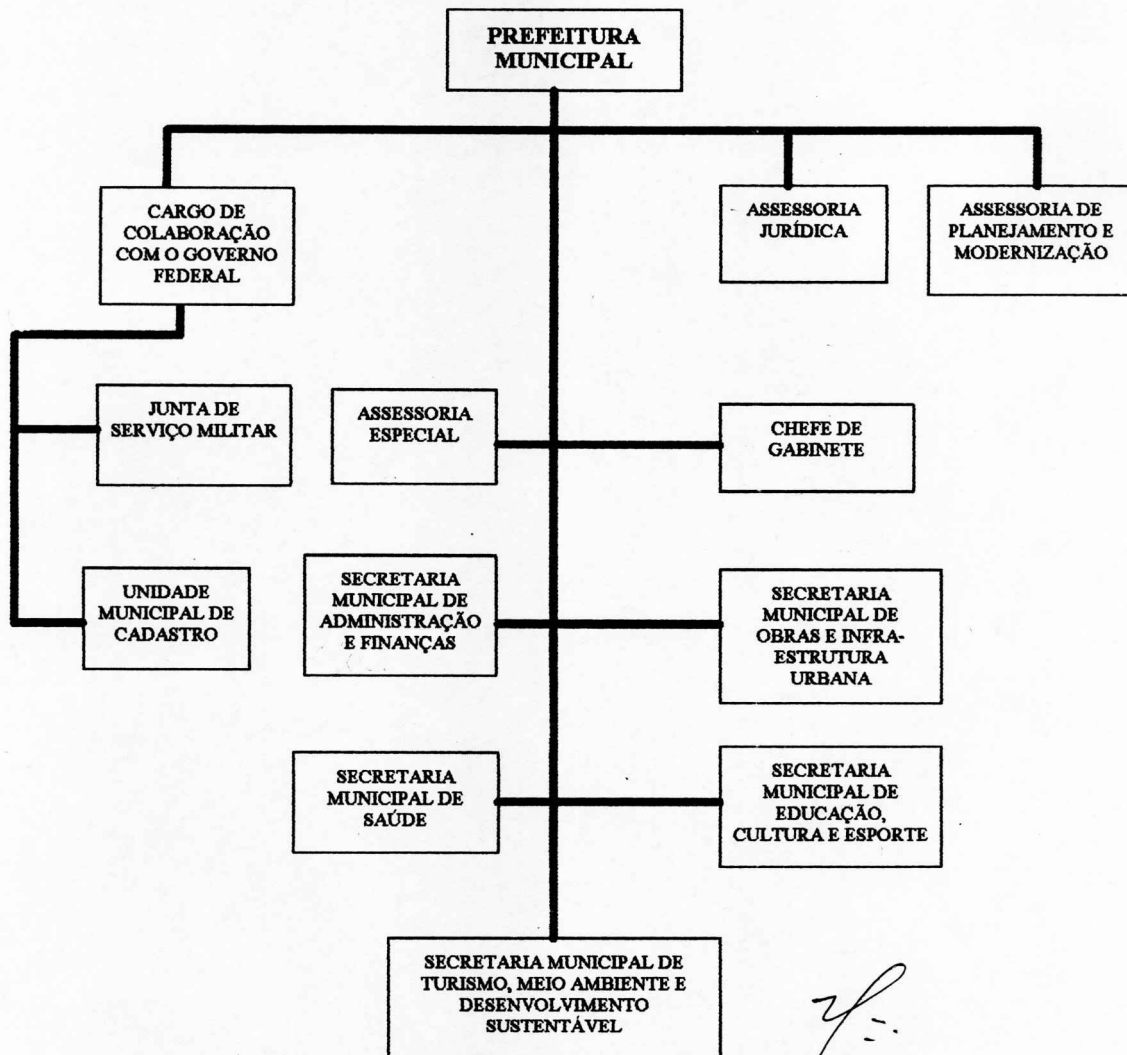 PREFEITURA
MUNICIPAL
CARGO DE
COLABORAÇÃO
COM O GOVERNO
FEDERAL
ASSESSORIA
JURÍDICA
ASSESSORIA DE
PLANEJAMENTO E
MODERNIZAÇÃO
JUNTA DE
SERVIÇO MILITAR
ASSESSORIA
ESPECIAL
CHEFE DE
GABINETE
UNIDADE
MUNICIPAL DE
CADASTRO
SECRETARIA
MUNICIPAL DE
ADMINISTRAÇÃO
E FINANÇAS
SECRETARIA
MUNICIPAL DE
OBRAS E INFRA-
ESTRUTURA
URBANA
SECRETARIA
MUNICIPAL DE
SAÚDE
SECRETARIA
MUNICIPAL DE
EDUCAÇÃO,
CULTURA E ESPORTE
SECRETARIA MUNICIPAL DE
TURISMO, MEIO AMBIENTE E
DESENVOLVIMENTO
SUSTENTÁVEL